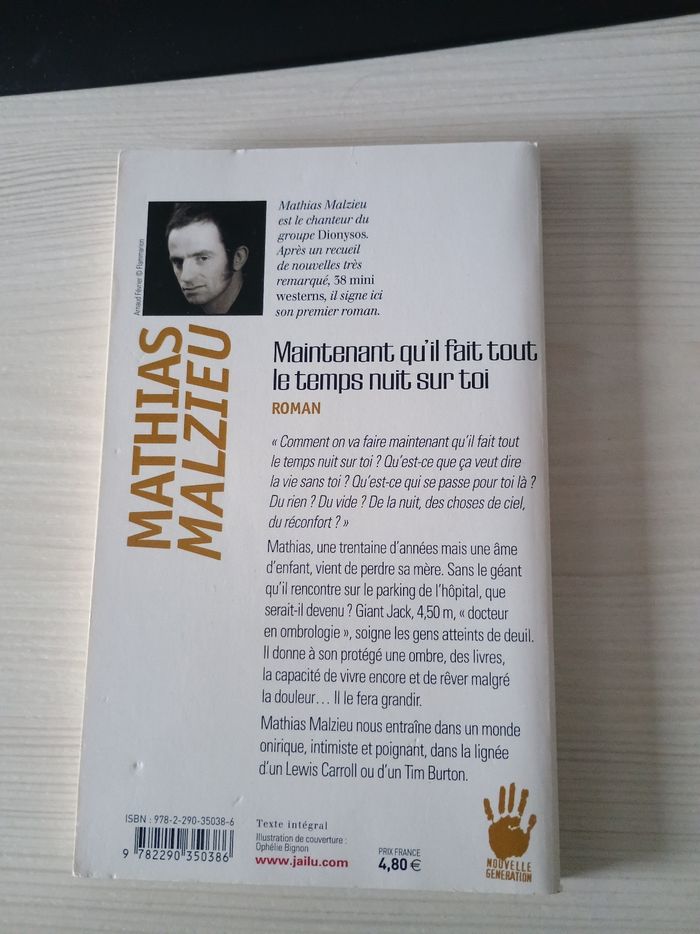 Mathias Malzieu
est le chanteur du
groupe Dionysos.
Après un recueil
de nouvelles très
remarqué, 38 mini
westerns, il signe ici
son premier roman.
Arnaud Février © Flammarion
MATHIAS
MALZIEU
Maintenant qu'il fait tout
le temps nuit sur toi
ROMAN
« Comment on va faire maintenant qu'il fait tout
le temps nuit sur toi ? Qu'est-ce que ça veut dire
la vie sans toi ? Qu'est-ce qui se passe pour toi là ?
Du rien ? Du vide ? De la nuit, des choses de ciel,
du réconfort ? »
Mathias, une trentaine d'années mais une âme
d'enfant, vient de perdre sa mère. Sans le géant
qu'il rencontre sur le parking de l'hôpital, que
serait-il devenu ? Giant Jack, 4,50 m, « docteur
en ombrologie », soigne les gens atteints de deuil.
Il donne à son protégé une ombre, des livres,
la capacité de vivre encore et de rêver malgré
la douleur… Il le fera grandir.
Mathias Malzieu nous entraîne dans un monde
onirique, intimiste et poignant, dans la lignée
d'un Lewis Carroll ou d'un Tim Burton.
ISBN : 978-2-290-35038-6
9 782290 350386
Texte intégral
Illustration de couverture :
Ophélie Bignon
www.jailu.com
PRIX FRANCE
4,80 €
NOUVELLE
GENERATION